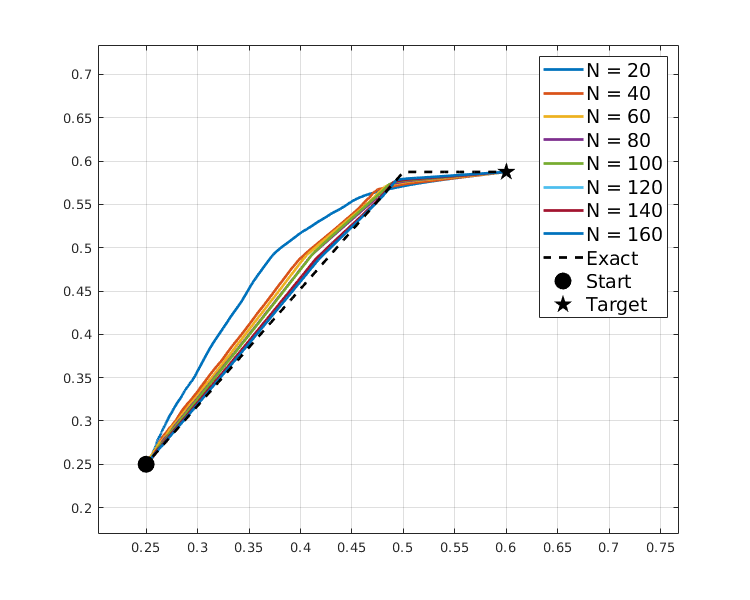 0.7
0.65
0.6
0.55
0.5
0.45
0.4
0.35
0.3
0.25
0.2
0.25 0.3 0.35 0.4 0.45 0.5 0.55 0.6 0.65 0.7 0.75
N = 20
N = 40
N = 60
N = 80
N = 100
N = 120
N = 140
N = 160
Exact
Start
Target